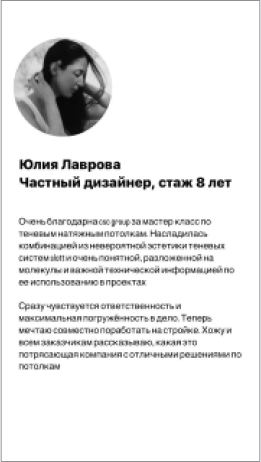 Юлия Лаврова
Частный дизайнер, стаж 8 лет
Очень благодарна csc group за мастер класс по
теневым натяжным потолкам. Насладилась
комбинацией из невероятной эстетики теневых
систем slott и очень понятной, разложенной на
молекулы и важной технической информацией по
ее использованию в проектах
Сразу чувствуется ответственность и
максимальная погружённость в дело. Теперь
мечтаю совместно поработать на стройке. Хожу и
всем заказчикам рассказываю, какая это
потрясающая компания с отличными решениями по
потолкам